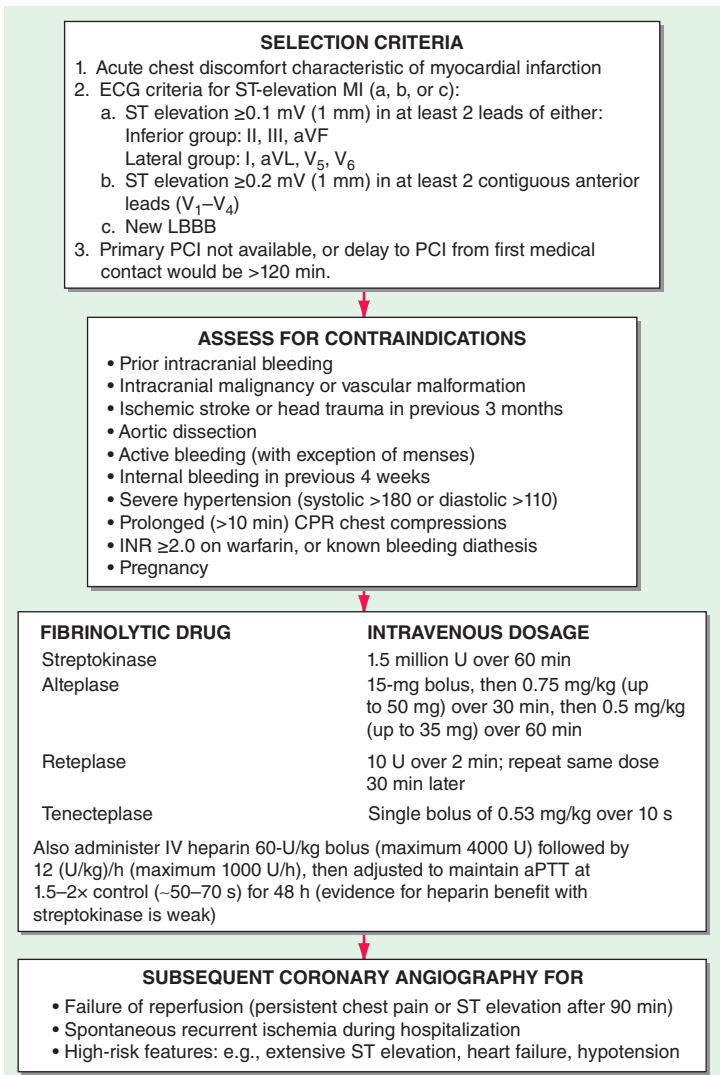 SELECTION CRITERIA
1. Acute chest discomfort characteristic of myocardial infarction
2. ECG criteria for ST-elevation MI (a, b, or c):
a. ST elevation ≥0.1 mV (1 mm) in at least 2 leads of either:
Inferior group: II, III, aVF
Lateral group: I, aVL, V5, V6
b. ST elevation ≥0.2 mV (1 mm) in at least 2 contiguous anterior
leads (V1–V4)
c. New LBBB
3. Primary PCI not available, or delay to PCI from first medical
contact would be >120 min.
ASSESS FOR CONTRAINDICATIONS
• Prior intracranial bleeding
• Intracranial malignancy or vascular malformation
• Ischemic stroke or head trauma in previous 3 months
• Aortic dissection
• Active bleeding (with exception of menses)
• Internal bleeding in previous 4 weeks
• Severe hypertension (systolic >180 or diastolic >110)
• Prolonged (>10 min) CPR chest compressions
• INR ≥2.0 on warfarin, or known bleeding diathesis
• Pregnancy
FIBRINOLYTIC DRUG INTRAVENOUS DOSAGE
Streptokinase 1.5 million U over 60 min
Alteplase 15-mg bolus, then 0.75 mg/kg (up
to 50 mg) over 30 min, then 0.5 mg/kg
(up to 35 mg) over 60 min
Reteplase 10 U over 2 min; repeat same dose
30 min later
Tenecteplase Single bolus of 0.53 mg/kg over 10 s
Also administer IV heparin 60-U/kg bolus (maximum 4000 U) followed by
12 (U/kg)/h (maximum 1000 U/h), then adjusted to maintain aPTT at
1.5–2× control (~50–70 s) for 48 h (evidence for heparin benefit with
streptokinase is weak)
SUBSEQUENT CORONARY ANGIOGRAPHY FOR
• Failure of reperfusion (persistent chest pain or ST elevation after 90 min)
• Spontaneous recurrent ischemia during hospitalization
• High-risk features: e.g., extensive ST elevation, heart failure, hypotension